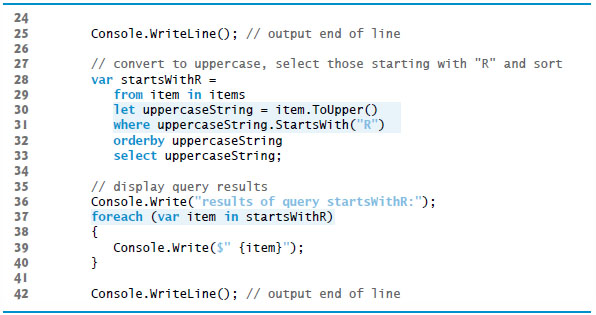 24
25 Console.WriteLine(); // output end of line
26
27 // convert to uppercase, select those starting with "R" and sort
28 var startsWithR =
29 from item in items
30 let uppercaseString = item.ToUpper()
31 where uppercaseString.StartsWith("R")
32 orderby uppercaseString
33 select uppercaseString;
34
35 // display query results
36 Console.Write("results of query startsWithR:");
37 foreach (var item in startsWithR)
38 {
39 Console.Write($" {item}");
40 }
41
42 Console.WriteLine(); // output end of line